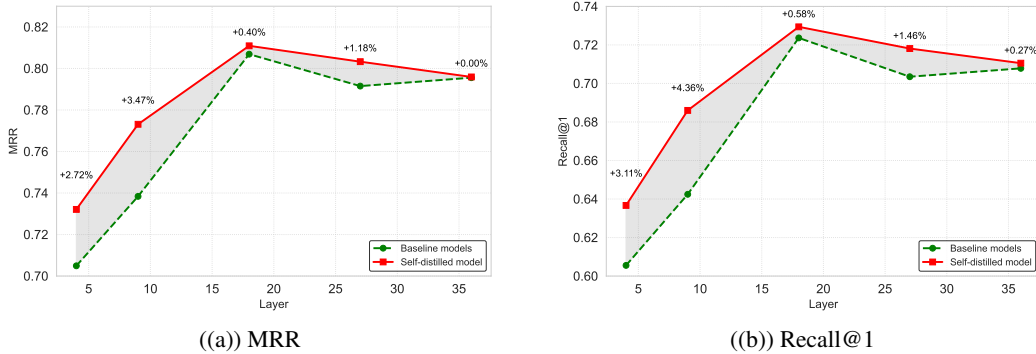 0.82
0.80
0.78
0.76
0.74
0.72
0.70
MRR
+2.72%
+3.47%
+0.40%
+1.18%
+0.00%
Baseline models
Self-distilled model
5 10 15 20 25 30 35
Layer
((a)) MRR
0.74
0.72
0.70
0.68
0.66
0.64
0.62
0.60
Recall@1
+3.11%
+4.36%
+0.58%
+1.46%
+0.27%
Baseline models
Self-distilled model
5 10 15 20 25 30 35
Layer
((b)) Recall@1